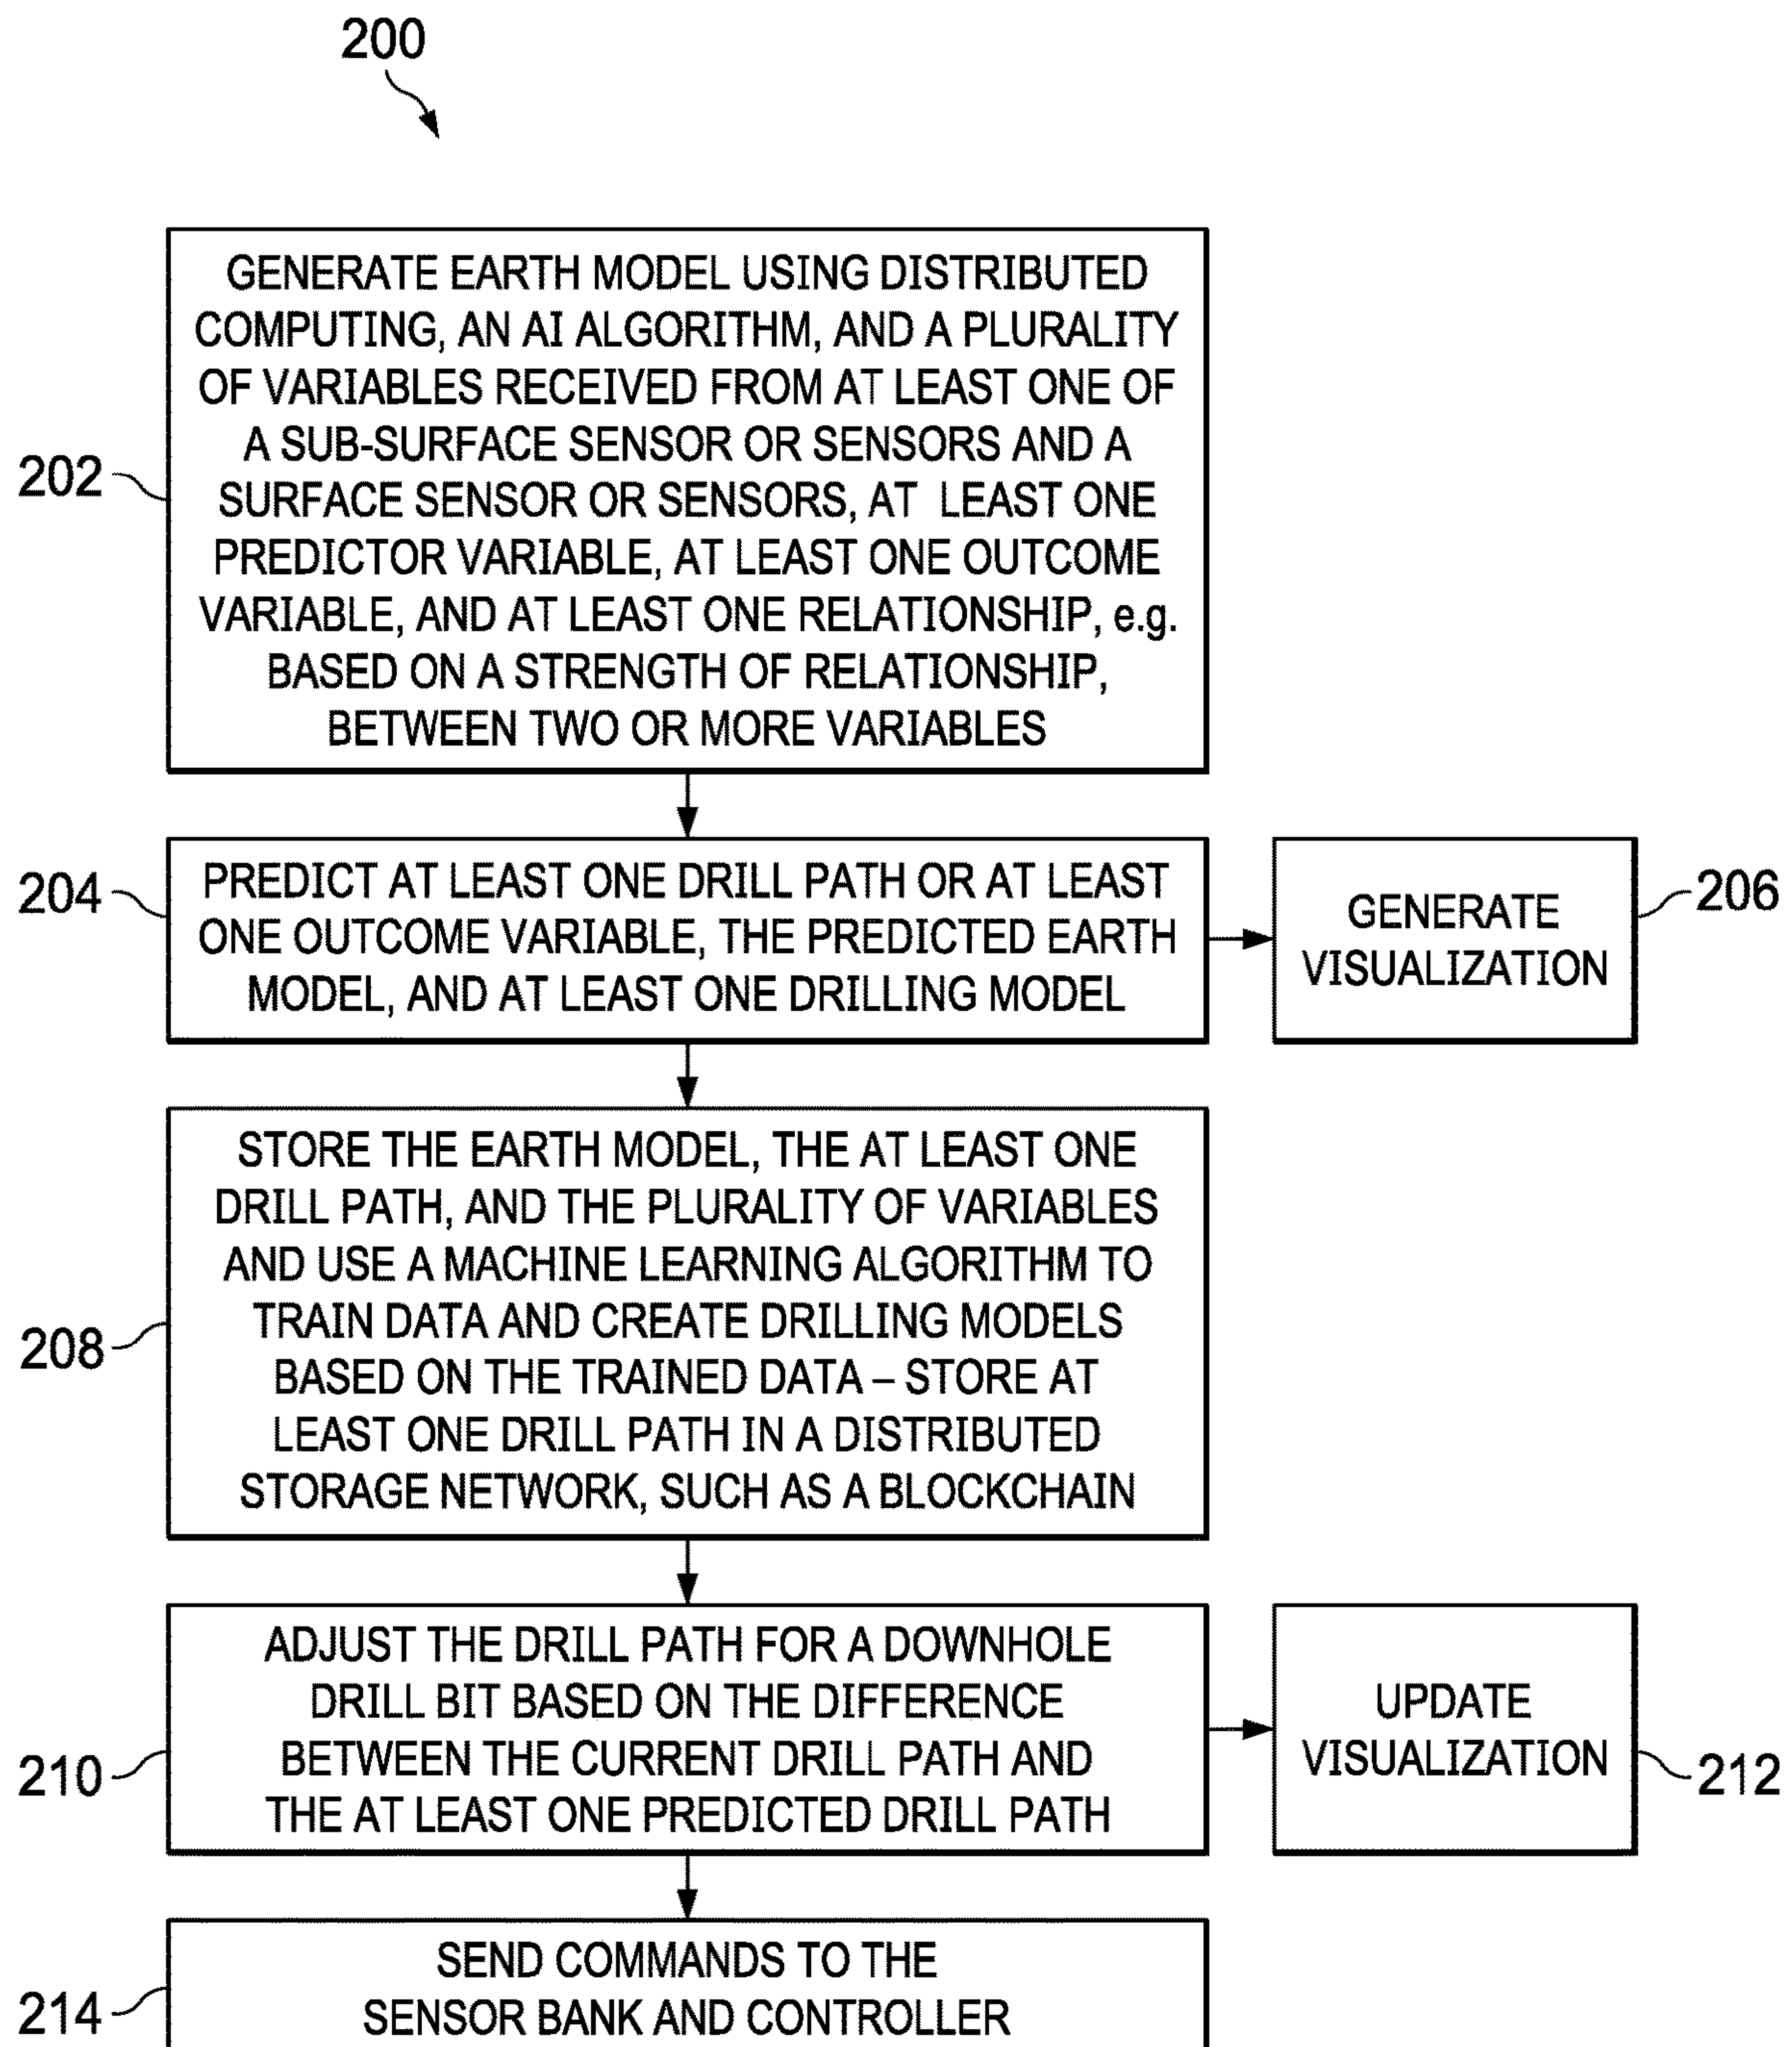 200
GENERATE EARTH MODEL USING DISTRIBUTED
COMPUTING, AN AI ALGORITHM, AND A PLURALITY
OF VARIABLES RECEIVED FROM AT LEAST ONE OF
A SUB-SURFACE SENSOR OR SENSORS AND A
SURFACE SENSOR OR SENSORS, AT LEAST ONE
PREDICTOR VARIABLE, AT LEAST ONE OUTCOME
VARIABLE, AND AT LEAST ONE RELATIONSHIP, e.g.
BASED ON A STRENGTH OF RELATIONSHIP,
BETWEEN TWO OR MORE VARIABLES
202
PREDICT AT LEAST ONE DRILL PATH OR AT LEAST
ONE OUTCOME VARIABLE, THE PREDICTED EARTH
MODEL, AND AT LEAST ONE DRILLING MODEL
204
GENERATE
VISUALIZATION
206
STORE THE EARTH MODEL, THE AT LEAST ONE
DRILL PATH, AND THE PLURALITY OF VARIABLES
AND USE A MACHINE LEARNING ALGORITHM TO
TRAIN DATA AND CREATE DRILLING MODELS
BASED ON THE TRAINED DATA – STORE AT
LEAST ONE DRILL PATH IN A DISTRIBUTED
STORAGE NETWORK, SUCH AS A BLOCKCHAIN
208
ADJUST THE DRILL PATH FOR A DOWNHOLE
DRILL BIT BASED ON THE DIFFERENCE
BETWEEN THE CURRENT DRILL PATH AND
THE AT LEAST ONE PREDICTED DRILL PATH
210
UPDATE
VISUALIZATION
212
SEND COMMANDS TO THE
SENSOR BANK AND CONTROLLER
214